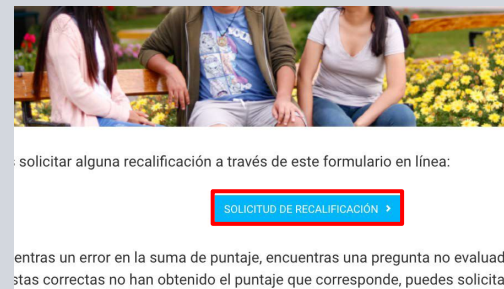 solicitar alguna recalificación a través de este formulario en línea:
SOLICITUD DE RECALIFICACIÓN >
entras un error en la suma de puntaje, encuentras una pregunta no evaluad
stas correctas no han obtenido el puntaje que corresponde, puedes solicita